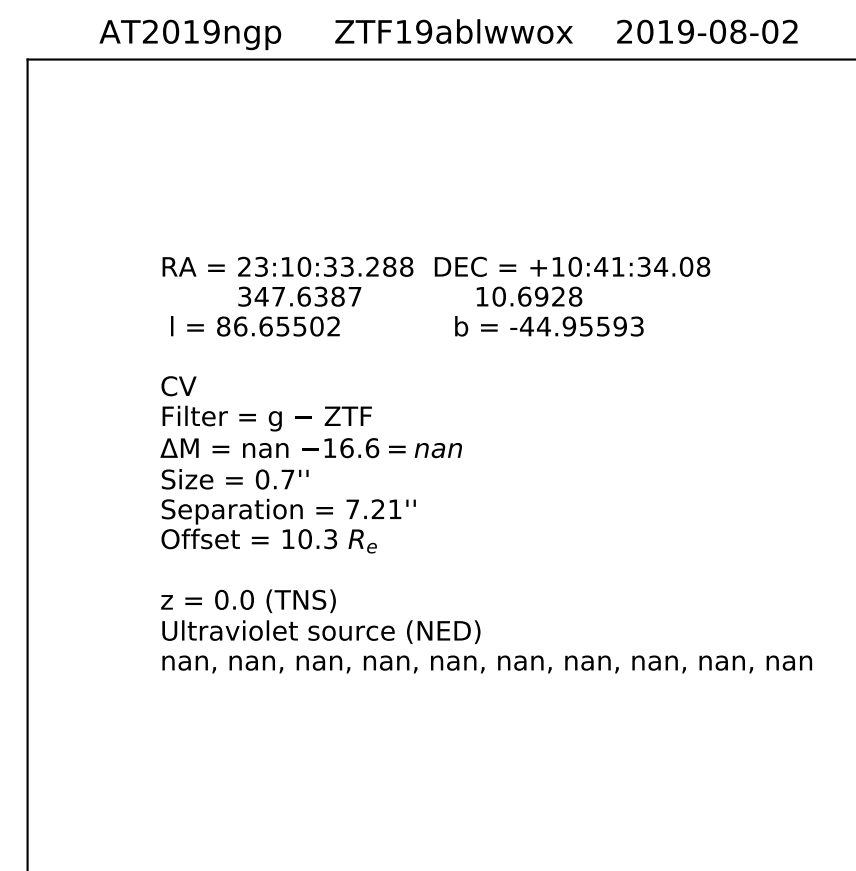 AT2019ngp ZTF19ablwwox 2019-08-02
RA = 23:10:33.288 DEC = +10:41:34.08
347.6387 10.6928
l = 86.65502 b = -44.95593
CV
Filter = g − ZTF
ΔM = nan −16.6 = nan
Size = 0.7''
Separation = 7.21''
Offset = 10.3 Re
z = 0.0 (TNS)
Ultraviolet source (NED)
nan, nan, nan, nan, nan, nan, nan, nan, nan, nan